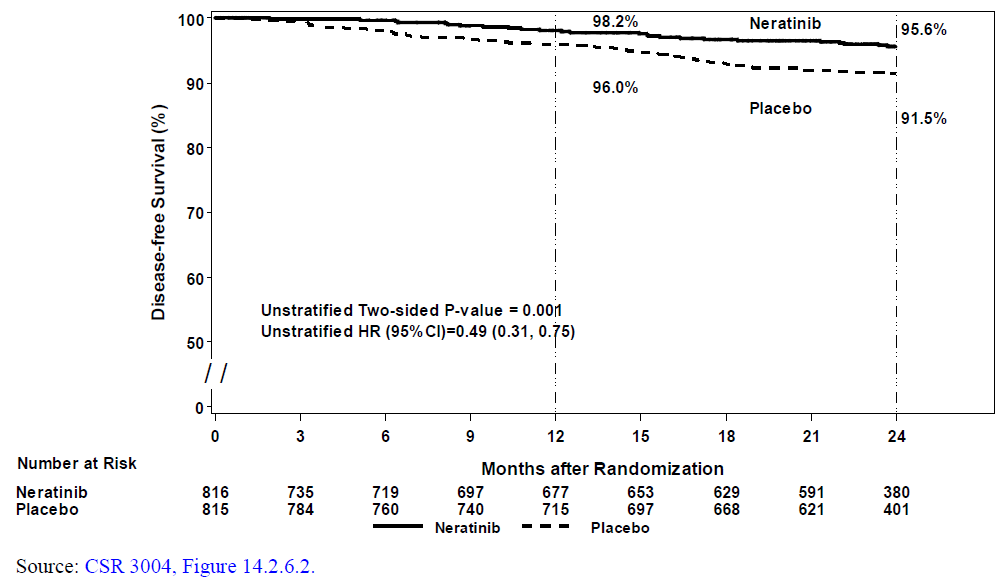 100
98.2%
Neratinib
95.6%
90
96.0%
Placebo
91.5%
80
70
60
50
0
Disease-free Survival (%)
Unstratified Two-sided P-value = 0.001
Unstratified HR (95%CI)=0.49 (0.31, 0.75)
/ /
0 3 6 9 12 15 18 21 24
Months after Randomization
Number at Risk
Neratinib 816 735 719 697 677 653 629 591 380
Placebo 815 784 760 740 715 697 668 621 401
Neratinib Placebo
Source: CSR 3004, Figure 14.2.6.2.